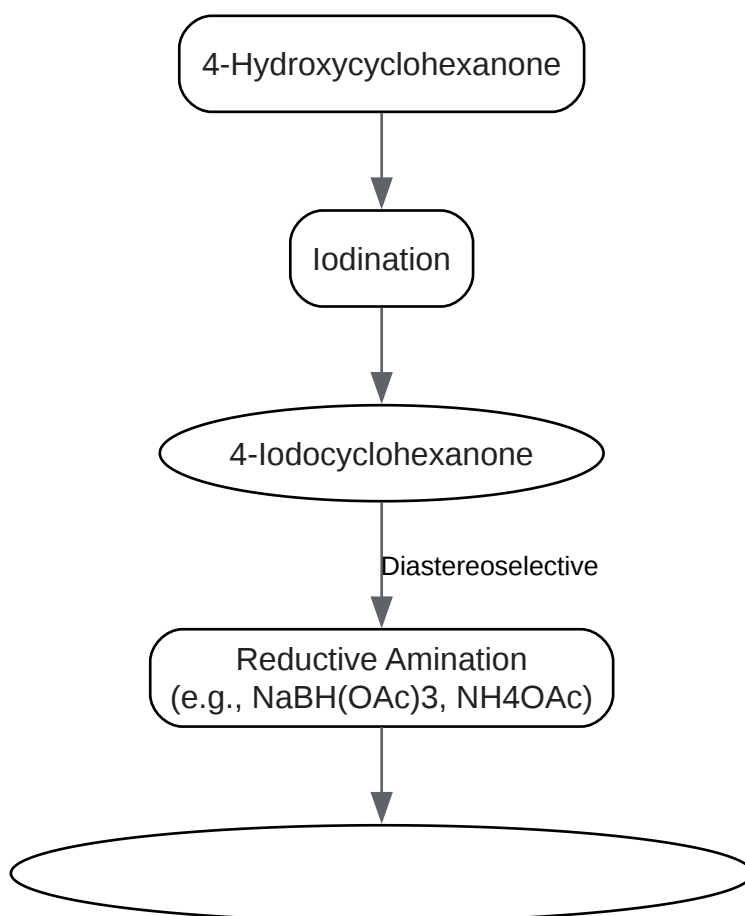 4-Hydroxycyclohexanone
Iodination
4-Iodocyclohexanone
Diastereoselective
Reductive Amination
(e.g., NaBH(OAc)3, NH4OAc)